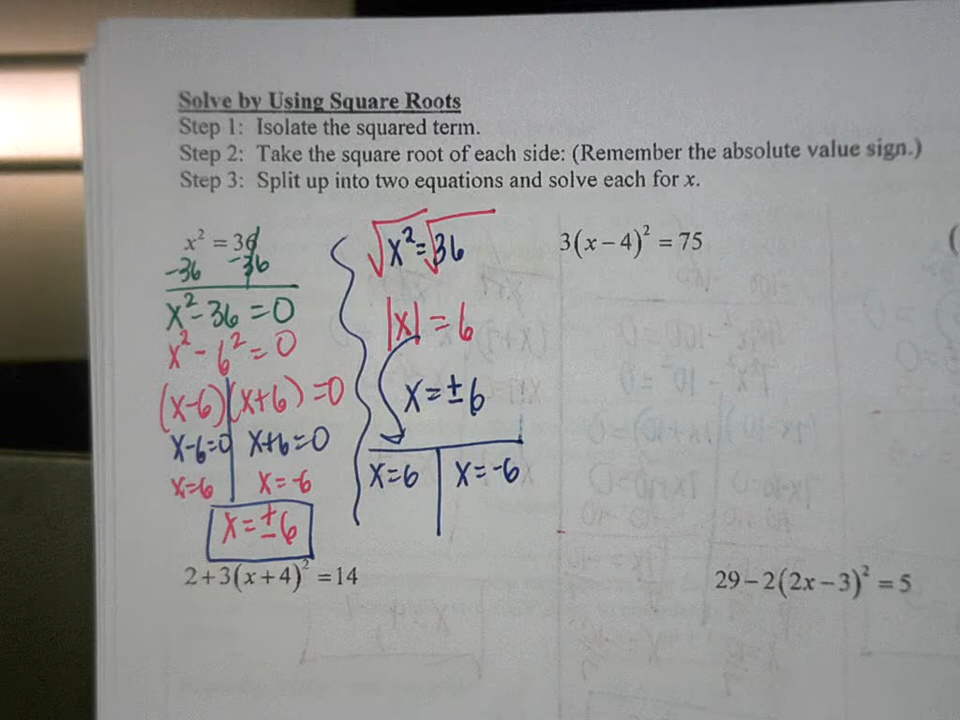 Solve by Using Square Roots
Step 1: Isolate the squared term.
Step 2: Take the square root of each side: (Remember the absolute value sign.)
Step 3: Split up into two equations and solve each for x.
x² = 36
-36 -36
x² - 36 = 0
x² - 6² = 0
(x-6)(x+6) = 0
x-6=0 x+6=0
x=6 x=-6
x=±6
√x² = √36
|x| = 6
x = ±6
x=6 x=-6
3(x-4)² = 75
(
2+3(x+4)² = 14
29-2(2x-3)² = 5